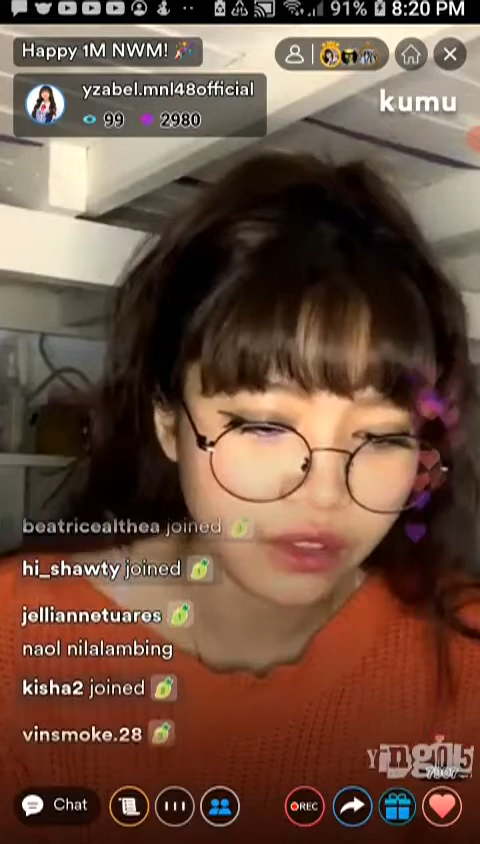 91% 8:20 PM
Happy 1M NWM!
yzabel.mnl48official
99 2980
kumu
beatricealthea joined
hi_shawty joined
jelliannetuares
naol nilalambing
kisha2 joined
vinsmoke.28
Chat
REC